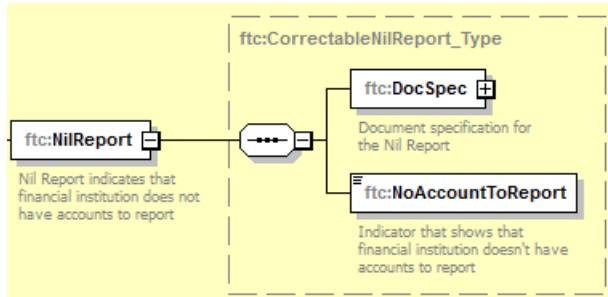 ftc:CorrectableNilReport_Type
ftc:DocSpec
Document specification for
the Nil Report
ftc:NilReport
Nil Report indicates that
financial institution does not
have accounts to report
ftc:NoAccountToReport
Indicator that shows that
financial institution doesn't have
accounts to report